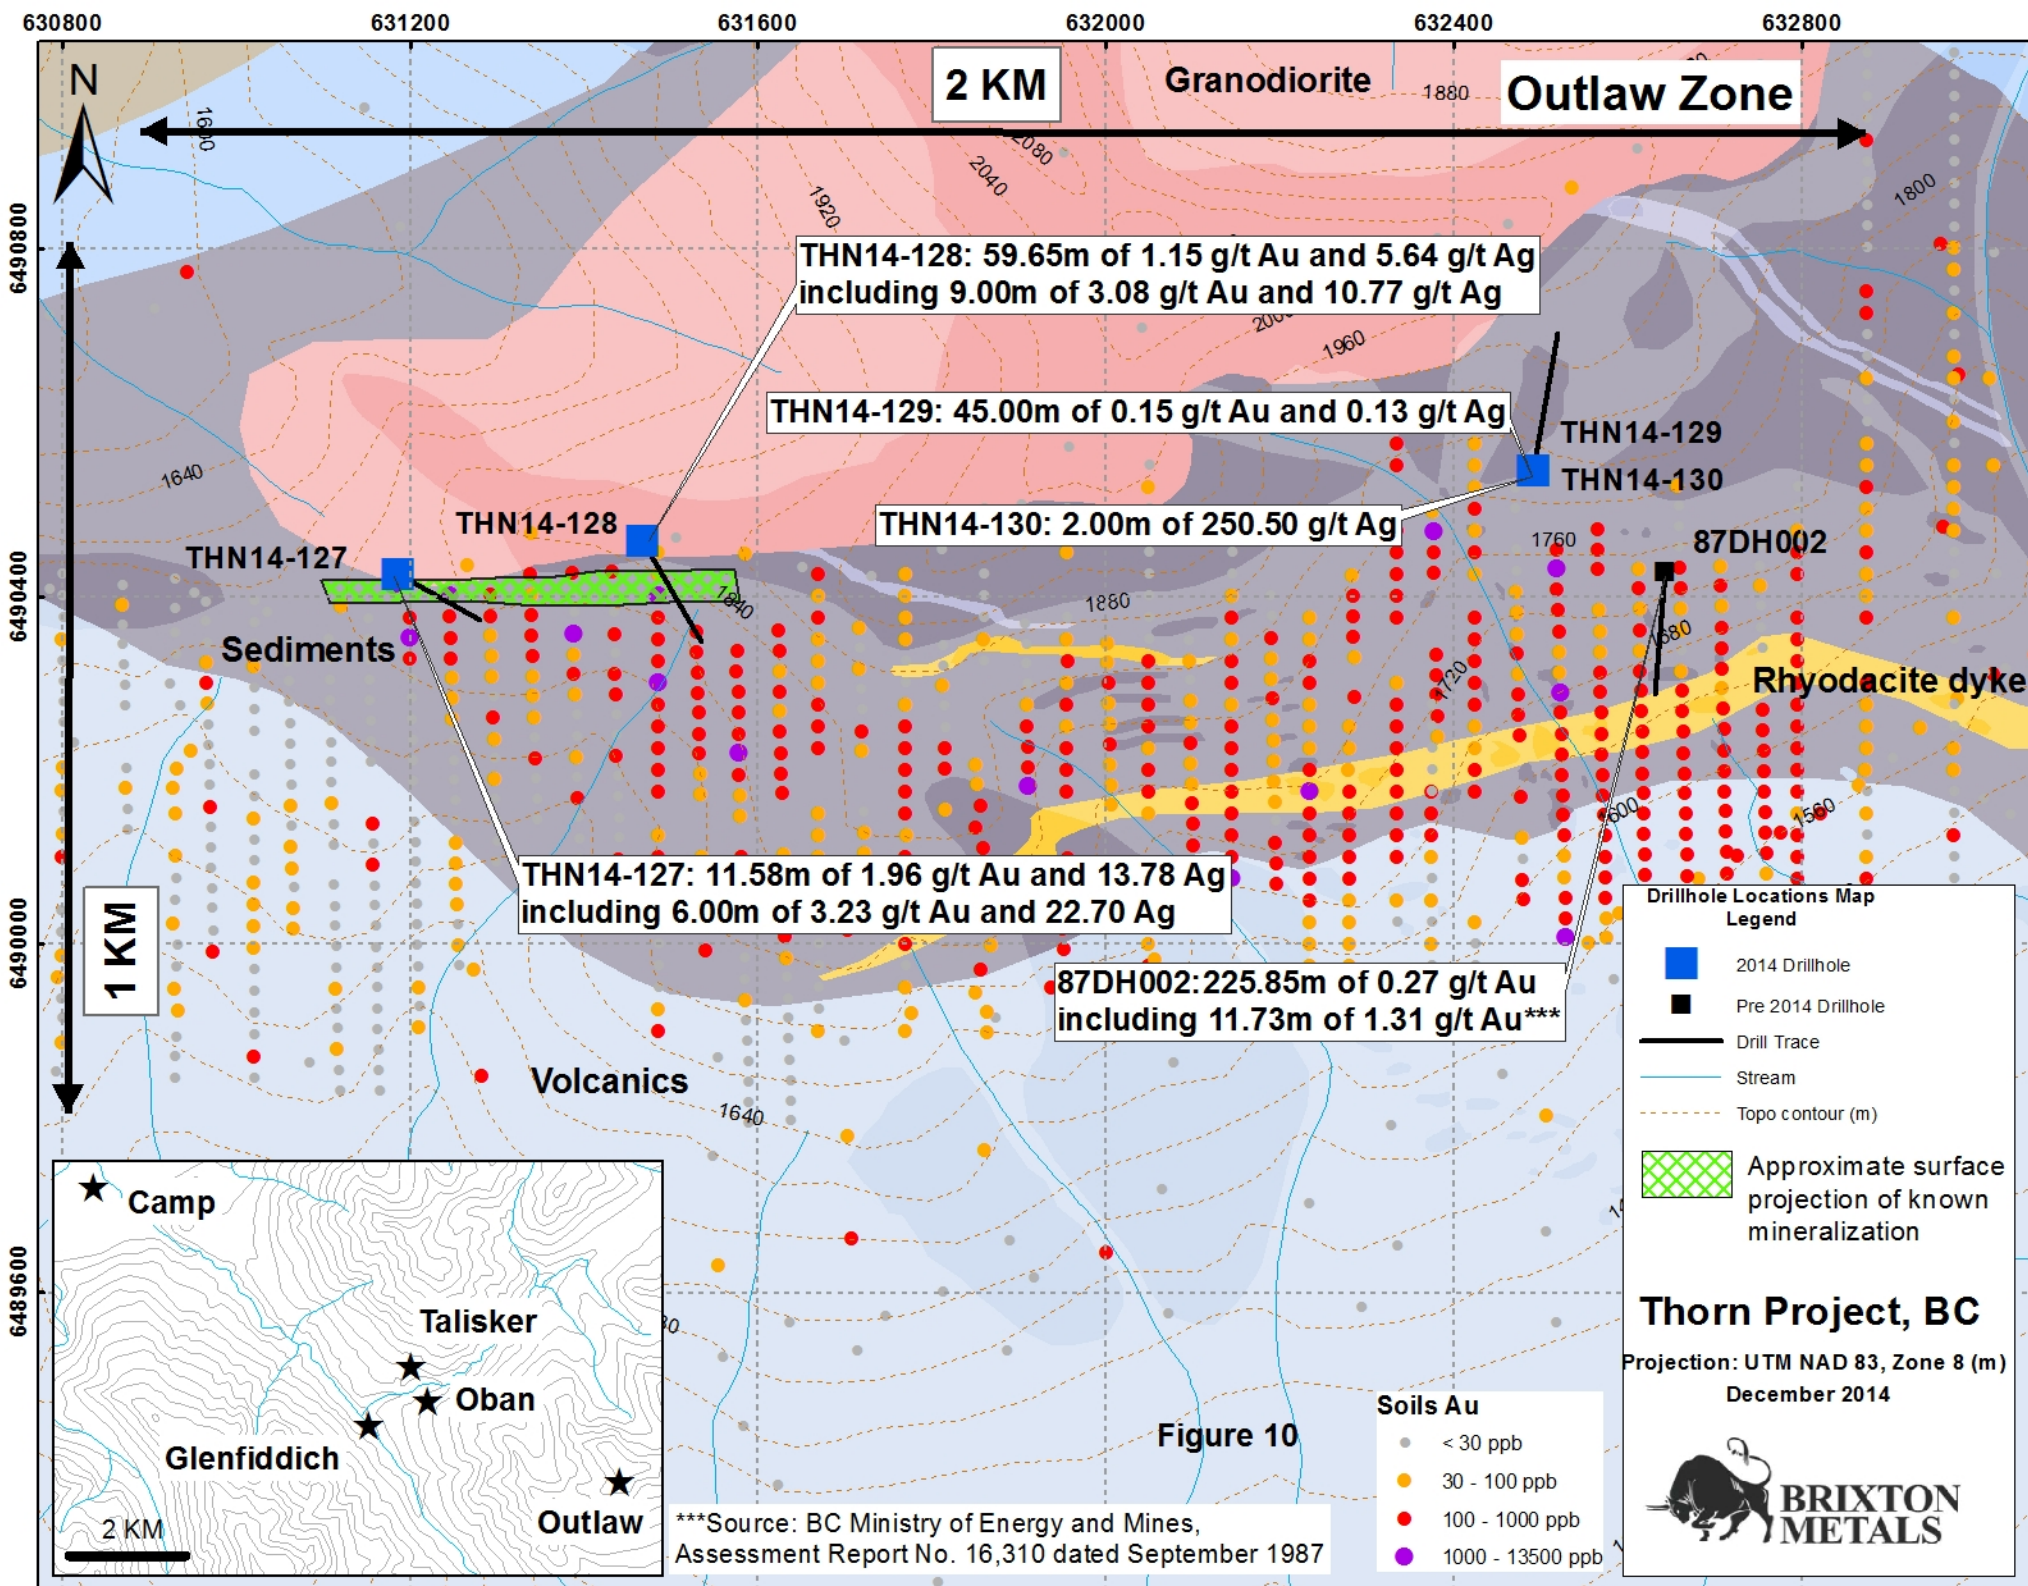 630800 631200 631600 632000 632400 632800
N
2 KM
Granodiorite
Outlaw Zone
1880
1600
2080
2040
1920
1800
6490800
THN14-128: 59.65m of 1.15 g/t Au and 5.64 g/t Ag
including 9.00m of 3.08 g/t Au and 10.77 g/t Ag
1960
THN14-129: 45.00m of 0.15 g/t Au and 0.13 g/t Ag
THN14-129
THN14-130
1640
THN14-128
THN14-130: 2.00m of 250.50 g/t Ag
1760
87DH002
THN14-127
6490400
1840
1880
1680
Sediments
1720
Rhyodacite dyke
1560
THN14-127: 11.58m of 1.96 g/t Au and 13.78 Ag
including 6.00m of 3.23 g/t Au and 22.70 Ag
1 KM
6490000
87DH002:225.85m of 0.27 g/t Au
including 11.73m of 1.31 g/t Au***
Volcanics
1640
Drillhole Locations Map
Legend
2014 Drillhole
Pre 2014 Drillhole
Drill Trace
Stream
Topo contour (m)
Approximate surface
projection of known
mineralization
6489600
Camp
Talisker
Oban
Glenfiddich
Outlaw
2 KM
Thorn Project, BC
Projection: UTM NAD 83, Zone 8 (m)
December 2014
Figure 10
Soils Au
< 30 ppb
30 - 100 ppb
100 - 1000 ppb
1000 - 13500 ppb
***Source: BC Ministry of Energy and Mines,
Assessment Report No. 16,310 dated September 1987
BRIXTON
METALS